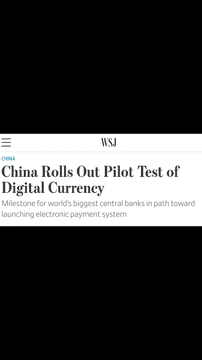 WSJ
CHINA
China Rolls Out Pilot Test of
Digital Currency
Milestone for world's biggest central banks in path toward
launching electronic payment system